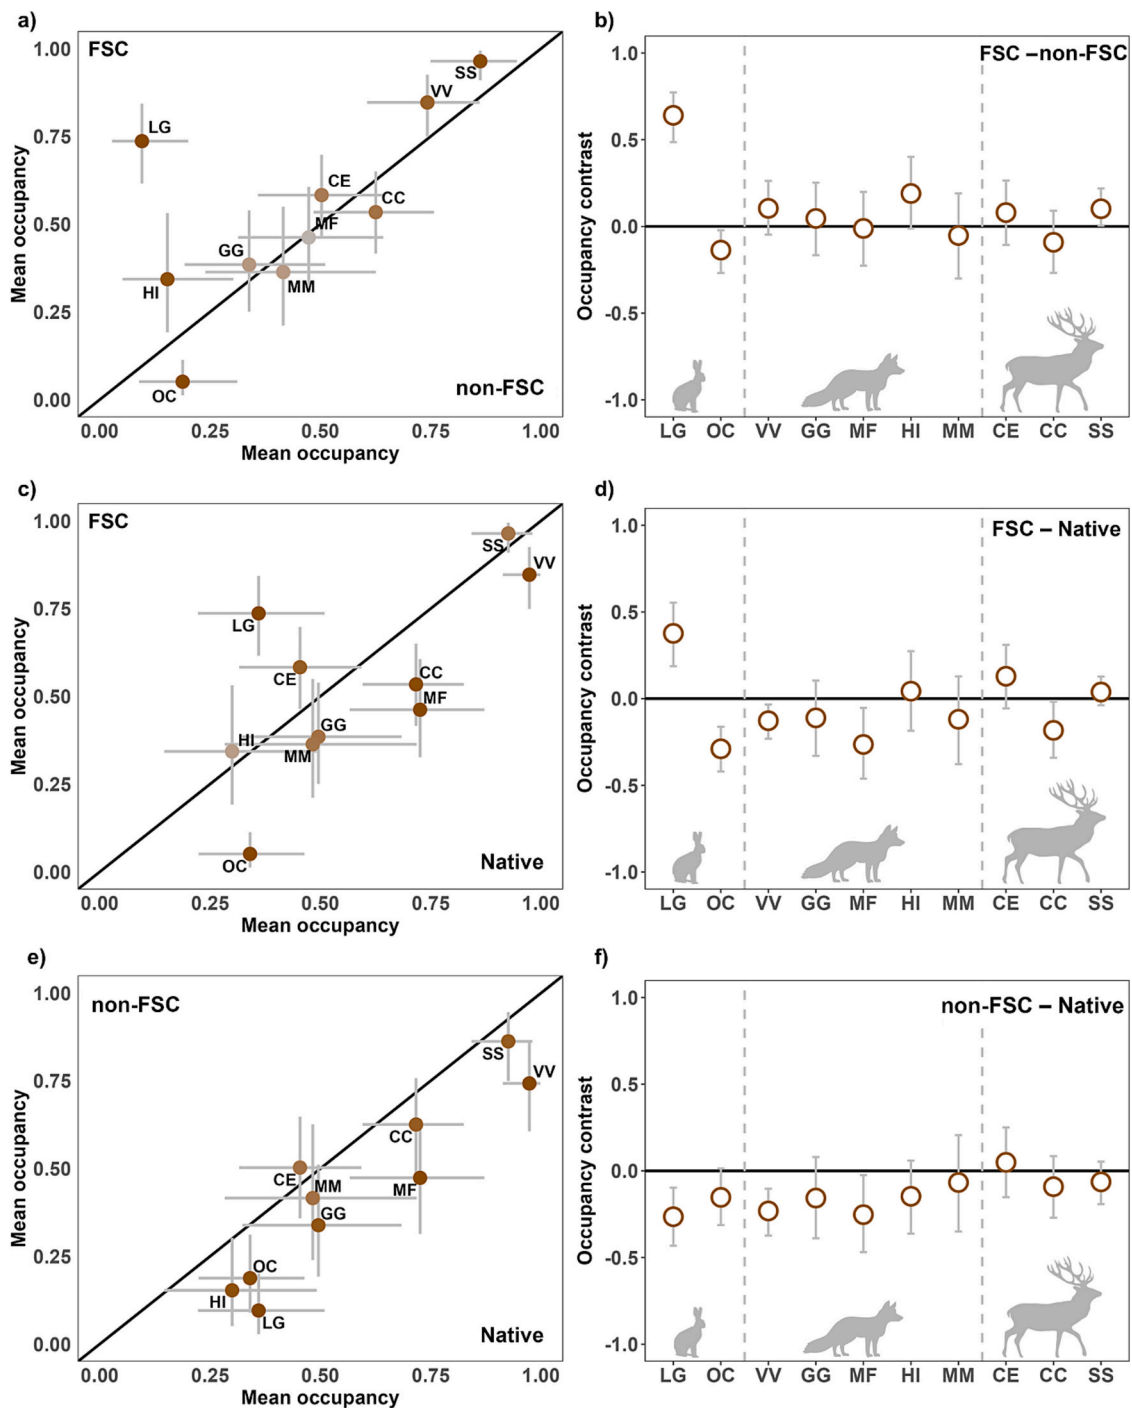 a)
FSC
1.00
0.75
0.50
0.25
0.00
Mean occupancy
SS
VV
LG
CE
CC
MF
GG
MM
HI
OC
non-FSC
0.00 0.25 0.50 0.75 1.00
Mean occupancy
b)
FSC –non-FSC
1.0
0.5
0.0
-0.5
-1.0
Occupancy contrast
LG OC VV GG MF HI MM CE CC SS
c)
FSC
1.00
0.75
0.50
0.25
0.00
Mean occupancy
SS
VV
LG
CE
CC
MF
GG
HI
MM
OC
Native
0.00 0.25 0.50 0.75 1.00
Mean occupancy
d)
FSC – Native
1.0
0.5
0.0
-0.5
-1.0
Occupancy contrast
LG OC VV GG MF HI MM CE CC SS
e)
non-FSC
1.00
0.75
0.50
0.25
0.00
Mean occupancy
SS
VV
CC
CE
MM
MF
GG
OC
HI
LG
Native
0.00 0.25 0.50 0.75 1.00
Mean occupancy
f)
non-FSC – Native
1.0
0.5
0.0
-0.5
-1.0
Occupancy contrast
LG OC VV GG MF HI MM CE CC SS